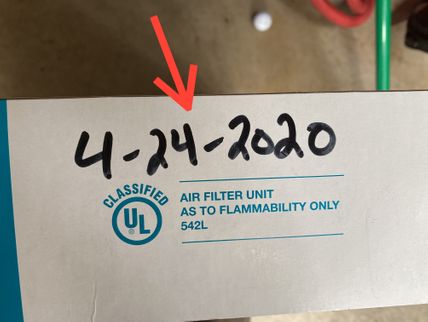 4-24-2020
CLASSIFIED
UL
AIR FILTER UNIT
AS TO FLAMMABILITY ONLY
542L